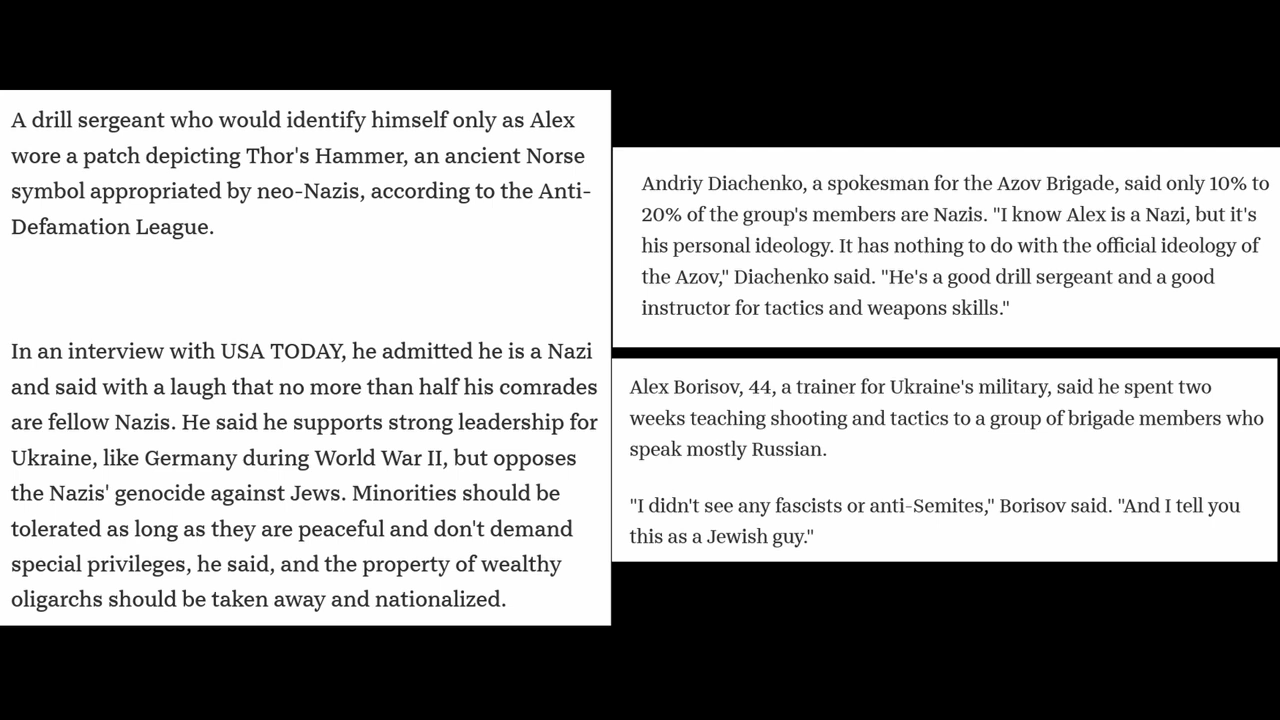 A drill sergeant who would identify himself only as Alex
wore a patch depicting Thor's Hammer, an ancient Norse
symbol appropriated by neo-Nazis, according to the Anti-
Defamation League.
In an interview with USA TODAY, he admitted he is a Nazi
and said with a laugh that no more than half his comrades
are fellow Nazis. He said he supports strong leadership for
Ukraine, like Germany during World War II, but opposes
the Nazis' genocide against Jews. Minorities should be
tolerated as long as they are peaceful and don't demand
special privileges, he said, and the property of wealthy
oligarchs should be taken away and nationalized.
Andriy Diachenko, a spokesman for the Azov Brigade, said only 10% to
20% of the group's members are Nazis. "I know Alex is a Nazi, but it's
his personal ideology. It has nothing to do with the official ideology of
the Azov," Diachenko said. "He's a good drill sergeant and a good
instructor for tactics and weapons skills."
Alex Borisov, 44, a trainer for Ukraine's military, said he spent two
weeks teaching shooting and tactics to a group of brigade members who
speak mostly Russian.
"I didn't see any fascists or anti-Semites," Borisov said. "And I tell you
this as a Jewish guy."